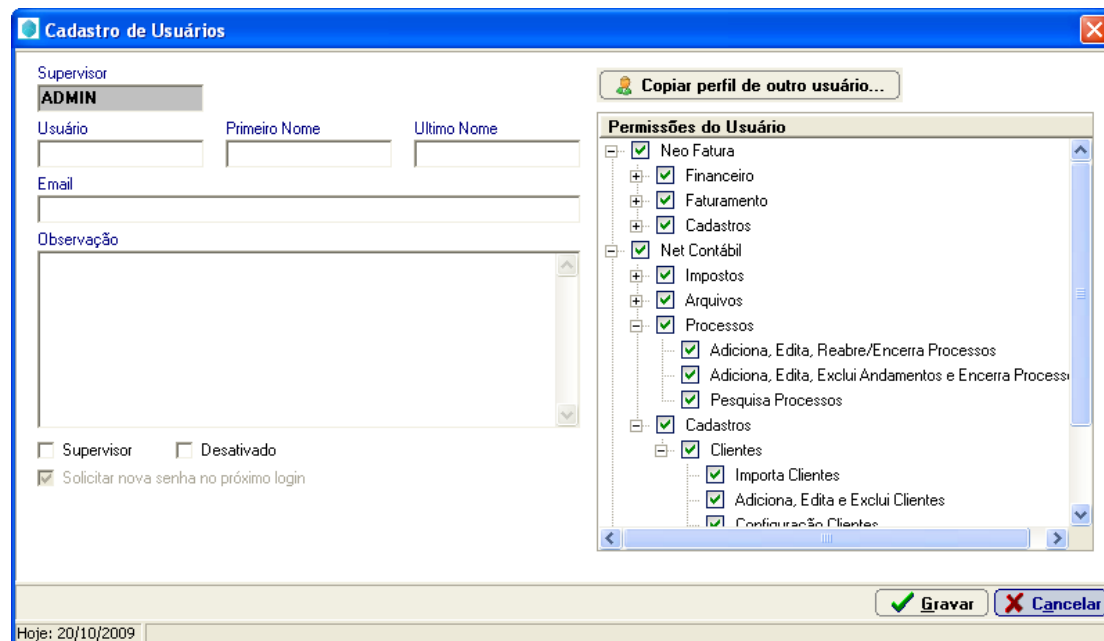 Cadastro de Usuários
Supervisor
ADMIN
Usuário Primeiro Nome Ultimo Nome
Email
Observação
Supervisor Desativado
Solicitar nova senha no próximo login
Copiar perfil de outro usuário...
Permissões do Usuário
Neo Fatura
Financeiro
Faturamento
Cadastros
Net Contábil
Impostos
Arquivos
Processos
Adiciona, Edita, Reabre/Encerra Processos
Adiciona, Edita, Exclui Andamentos e Encerra Process
Pesquisa Processos
Cadastros
Clientes
Importa Clientes
Adiciona, Edita e Exclui Clientes
Configuração Clientes
Gravar Cancelar
Hoje: 20/10/2009